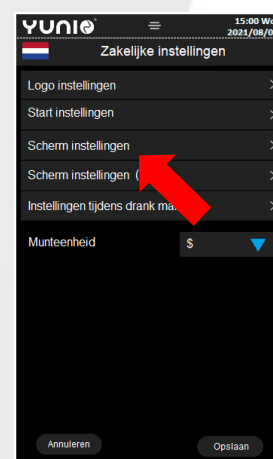 YUNIO 15:00 We
2021/08/0
Zakelijke instellingen
Logo instellingen
Start instellingen
Scherm instellingen
Scherm instellingen (
Instellingen tijdens drank ma
Munteenheid $
Annuleren Opslaan